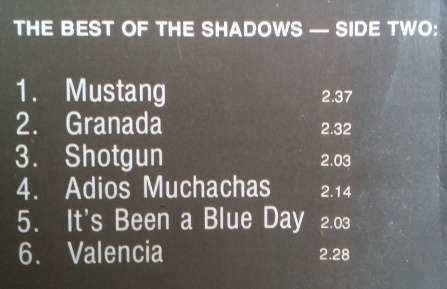 THE BEST OF THE SHADOWS — SIDE TWO:
1. Mustang 2.37
2. Granada 2.32
3. Shotgun 2.03
4. Adios Muchachas 2.14
5. It's Been a Blue Day 2.03
6. Valencia 2.28